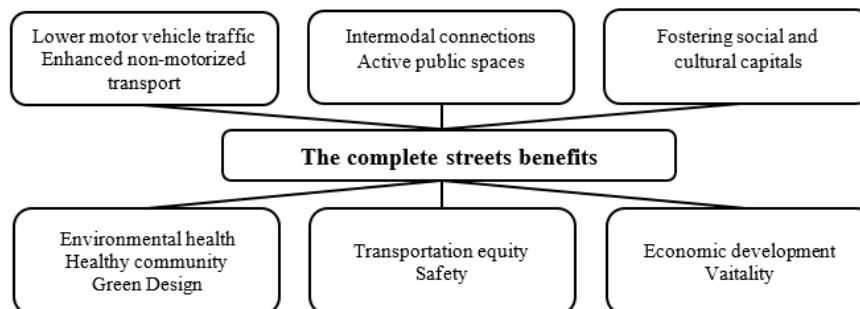 Lower motor vehicle traffic
Enhanced non-motorized
transport
Intermodal connections
Active public spaces
Fostering social and
cultural capitals
The complete streets benefits
Environmental health
Healthy community
Green Design
Transportation equity
Safety
Economic development
Vaitality